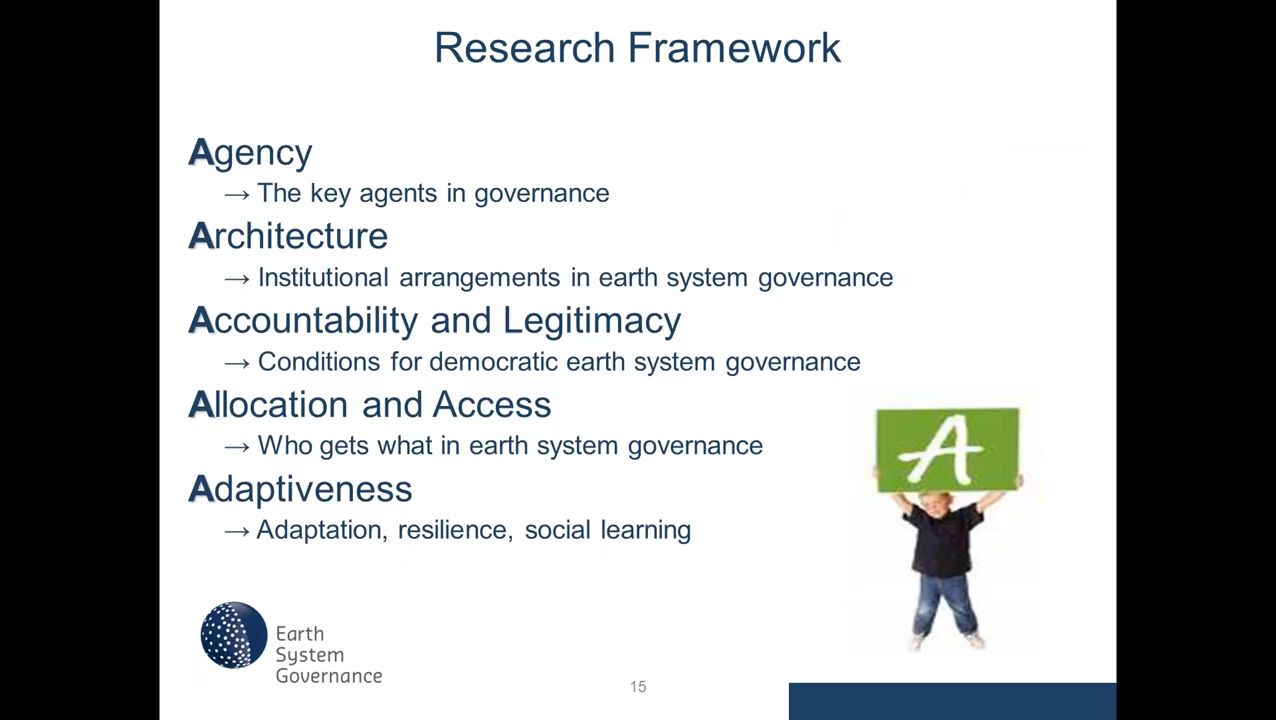 Research Framework
Agency
→ The key agents in governance
Architecture
→ Institutional arrangements in earth system governance
Accountability and Legitimacy
→ Conditions for democratic earth system governance
Allocation and Access
→ Who gets what in earth system governance
Adaptiveness
→ Adaptation, resilience, social learning
A
Earth
System
Governance
15